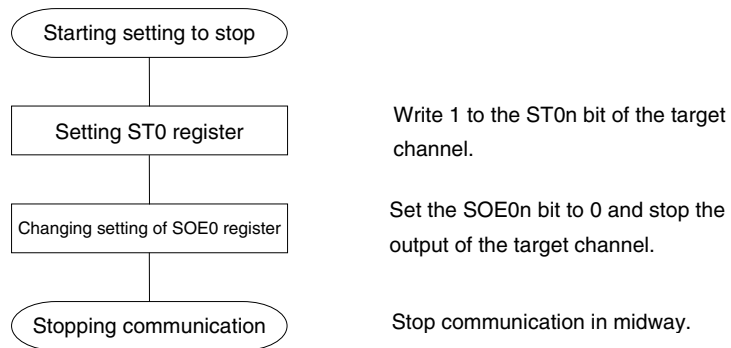 Starting setting to stop
Setting ST0 register
Write 1 to the ST0n bit of the target
channel.
Changing setting of SOE0 register
Set the SOE0n bit to 0 and stop the
output of the target channel.
Stopping communication
Stop communication in midway.